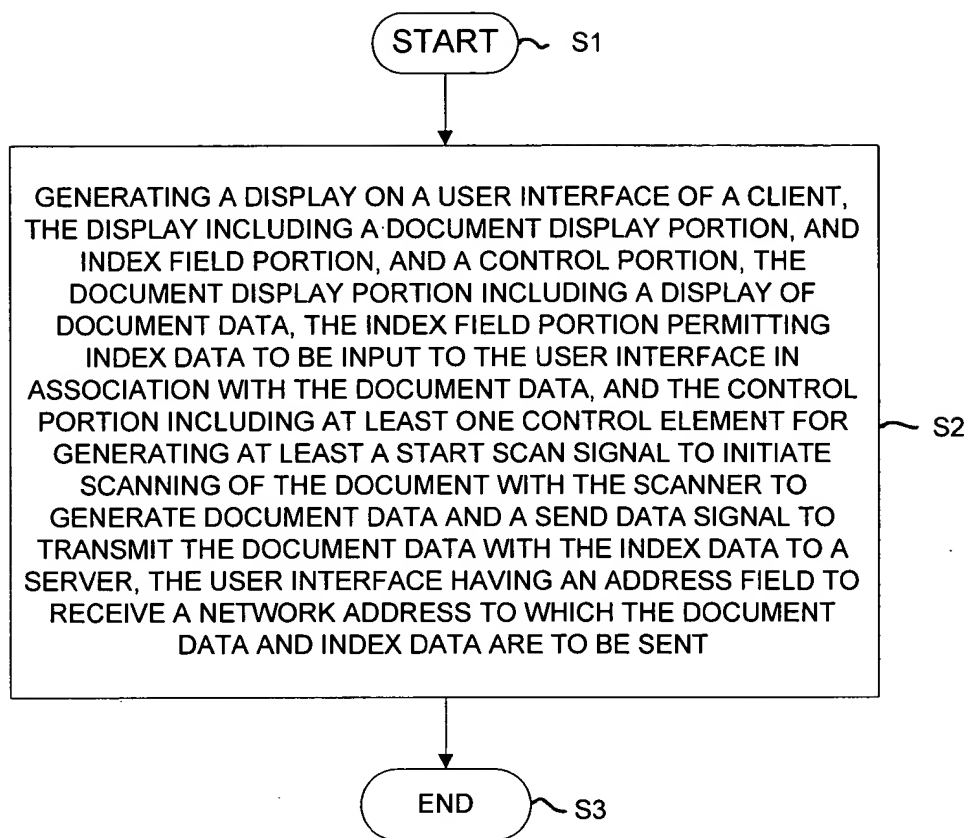 START
S1
GENERATING A DISPLAY ON A USER INTERFACE OF A CLIENT,
THE DISPLAY INCLUDING A DOCUMENT DISPLAY PORTION, AND
INDEX FIELD PORTION, AND A CONTROL PORTION, THE
DOCUMENT DISPLAY PORTION INCLUDING A DISPLAY OF
DOCUMENT DATA, THE INDEX FIELD PORTION PERMITTING
INDEX DATA TO BE INPUT TO THE USER INTERFACE IN
ASSOCIATION WITH THE DOCUMENT DATA, AND THE CONTROL
PORTION INCLUDING AT LEAST ONE CONTROL ELEMENT FOR
GENERATING AT LEAST A START SCAN SIGNAL TO INITIATE
SCANNING OF THE DOCUMENT WITH THE SCANNER TO
GENERATE DOCUMENT DATA AND A SEND DATA SIGNAL TO
TRANSMIT THE DOCUMENT DATA WITH THE INDEX DATA TO A
SERVER, THE USER INTERFACE HAVING AN ADDRESS FIELD TO
RECEIVE A NETWORK ADDRESS TO WHICH THE DOCUMENT
DATA AND INDEX DATA ARE TO BE SENT
S2
END
S3